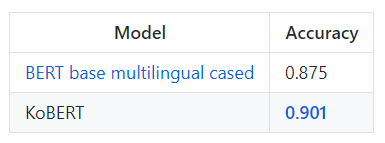 Model Accuracy
BERT base multilingual cased 0.875
KoBERT 0.901